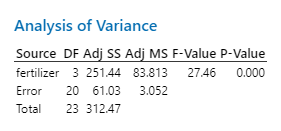 Analysis of Variance
Source DF Adj SS Adj MS F-Value P-Value
fertilizer 3 251.44 83.813 27.46 0.000
Error 20 61.03 3.052
Total 23 312.47